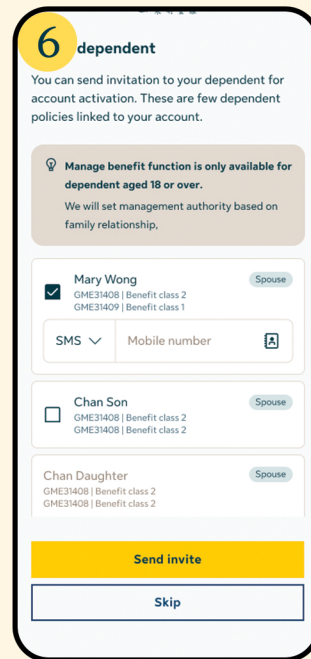 6
dependent
You can send invitation to your dependent for
account activation. These are few dependent
policies linked to your account.
Manage benefit function is only available for
dependent aged 18 or over.
We will set management authority based on
family relationship,
Mary Wong Spouse
GME31408 | Benefit class 2
GME31409 | Benefit class 1
SMS Mobile number
Chan Son Spouse
GME31408 | Benefit class 2
GME31408 | Benefit class 2
Chan Daughter Spouse
GME31408 | Benefit class 2
GME31408 | Benefit class 2
Send invite
Skip